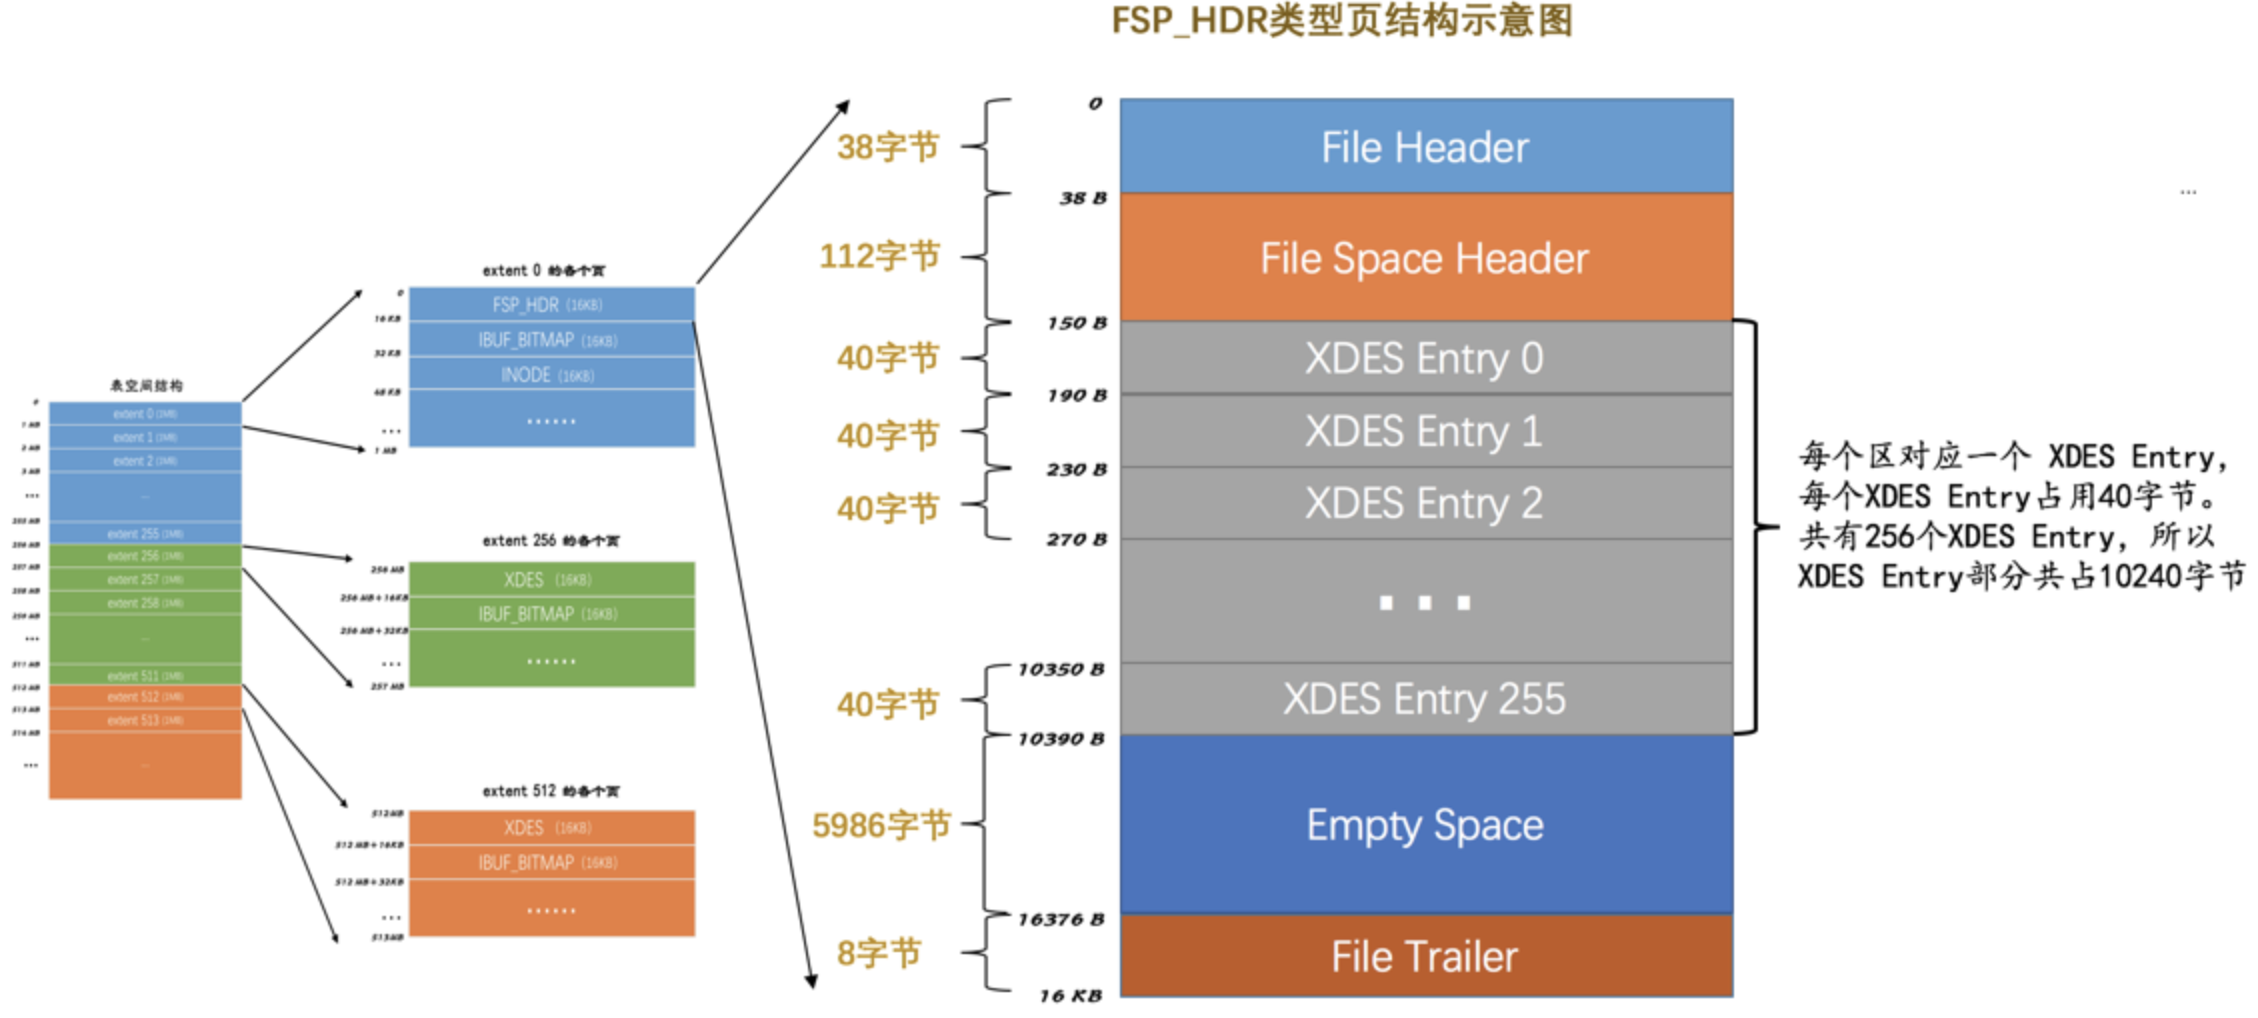 FSP_HDR类型页结构示意图
表空间结构
0
extent 0 (1MB)
1 MB
extent 1 (1MB)
2 MB
extent 2 (1MB)
3 MB
...
...
255 MB
extent 255 (1MB)
256 MB
extent 256 (1MB)
257 MB
extent 257 (1MB)
258 MB
extent 258 (1MB)
259 MB
...
...
511 MB
extent 511 (1MB)
512 MB
extent 512 (1MB)
513 MB
extent 513 (1MB)
514 MB
...
...
extent 0 的各个页
0
FSP_HDR (16KB)
16 KB
IBUF_BITMAP (16KB)
32 KB
INODE (16KB)
48 KB
...
......
1 MB
extent 256 的各个页
256 MB
XDES (16KB)
256 MB+16KB
IBUF_BITMAP (16KB)
256 MB+32KB
...
......
257 MB
extent 512 的各个页
512MB
XDES (16KB)
512 MB+16KB
IBUF_BITMAP (16KB)
512 MB+32KB
...
......
513MB
0
38字节
File Header
38 B
112字节
File Space Header
150 B
40字节
XDES Entry 0
190 B
40字节
XDES Entry 1
230 B
40字节
XDES Entry 2
270 B
...
10350 B
40字节
XDES Entry 255
10390 B
5986字节
Empty Space
16376 B
8字节
File Trailer
16 KB
每个区对应一个 XDES Entry,
每个XDES Entry占用40字节。
共有256个XDES Entry, 所以
XDES Entry部分共占10240字节
...